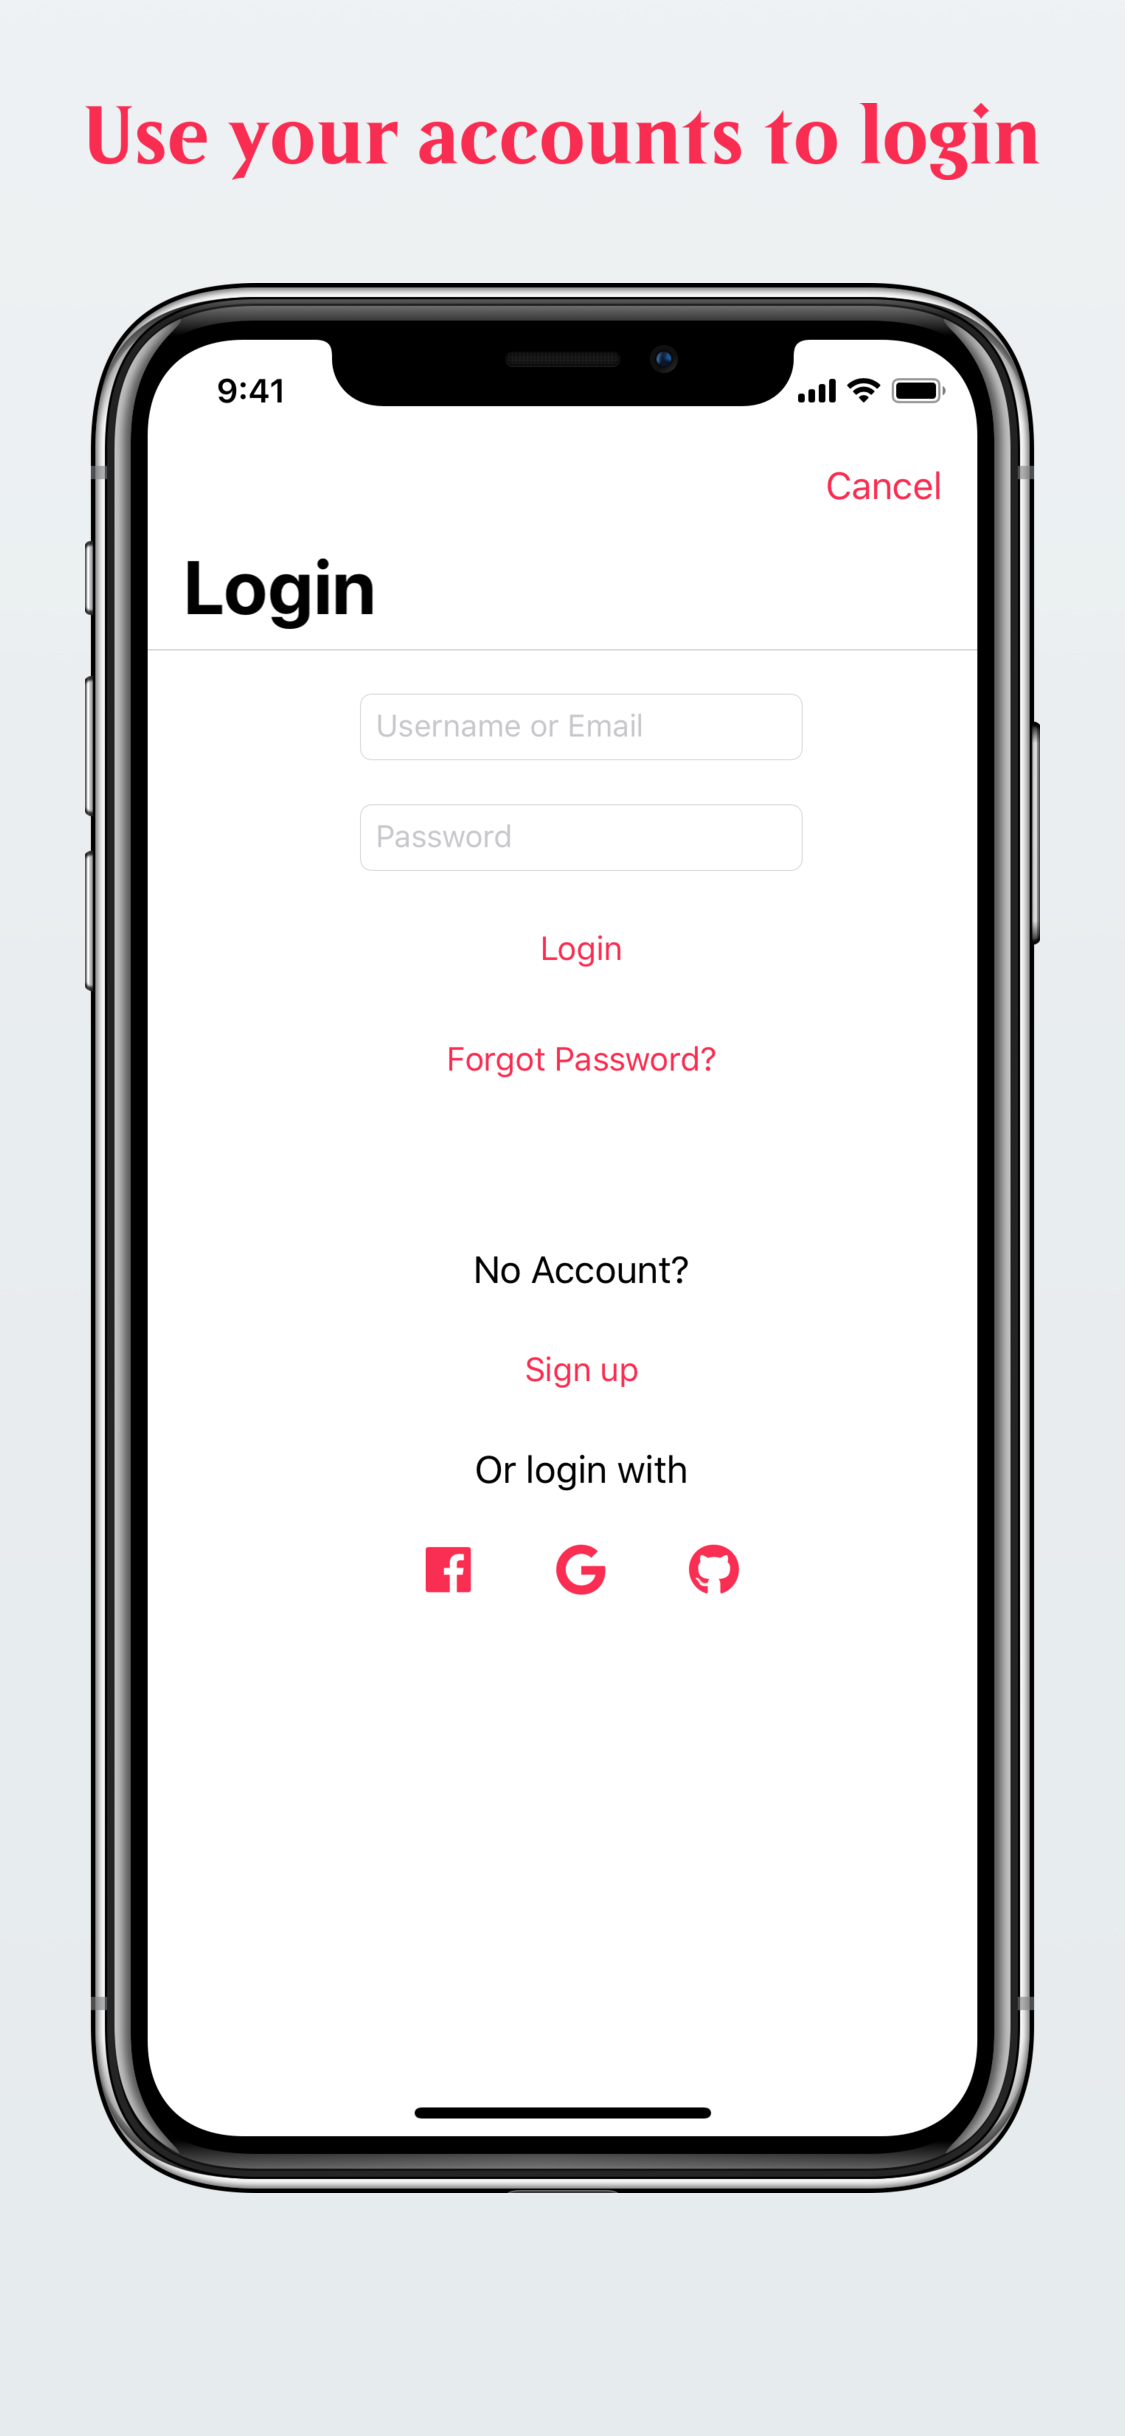 Use your accounts to login
9:41
Cancel
Login
Username or Email
Password
Login
Forgot Password?
No Account?
Sign up
Or login with